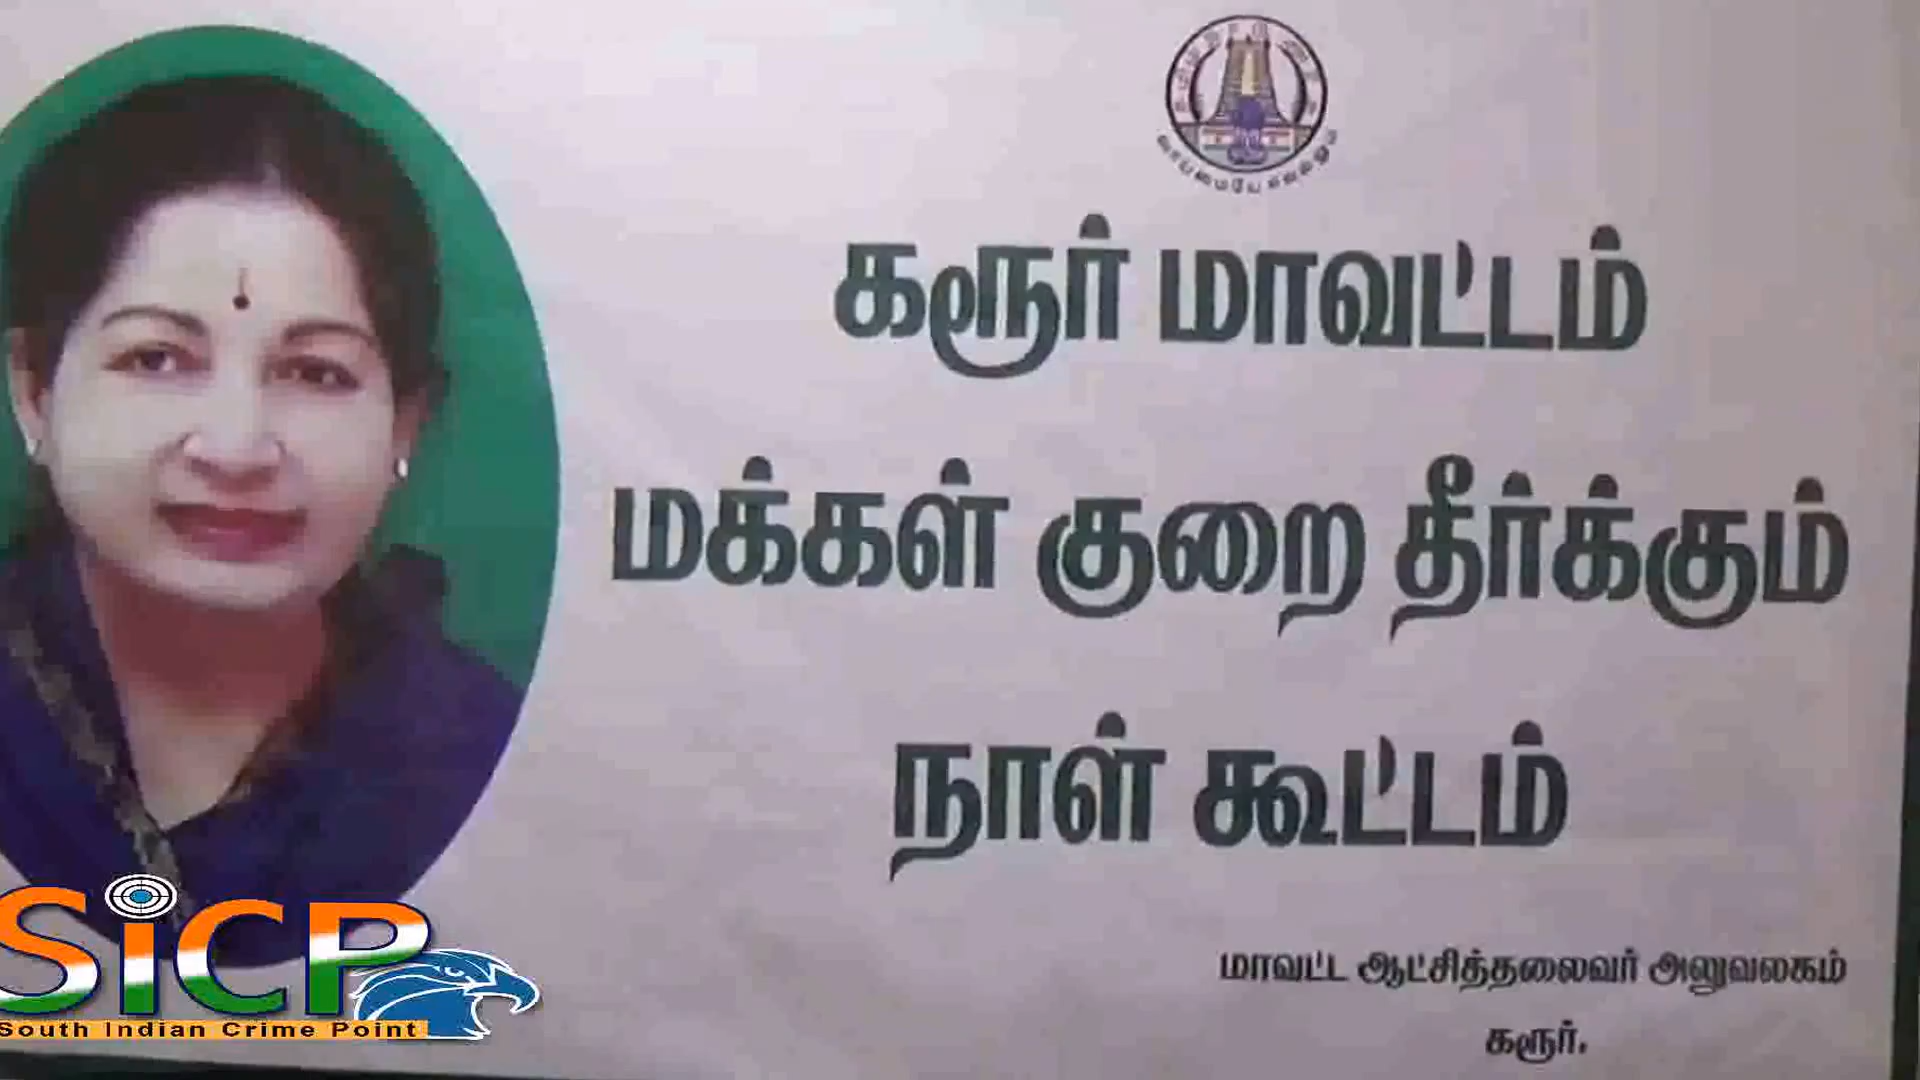 கரூர் மாவட்டம்
மக்கள் குறை தீர்க்கும்
நாள் கூட்டம்
மாவட்ட ஆட்சித்தலைவர் அலுவலகம்
கரூர்.
வாய்மையே வெல்லும்
SiCP
South Indian Crime Point